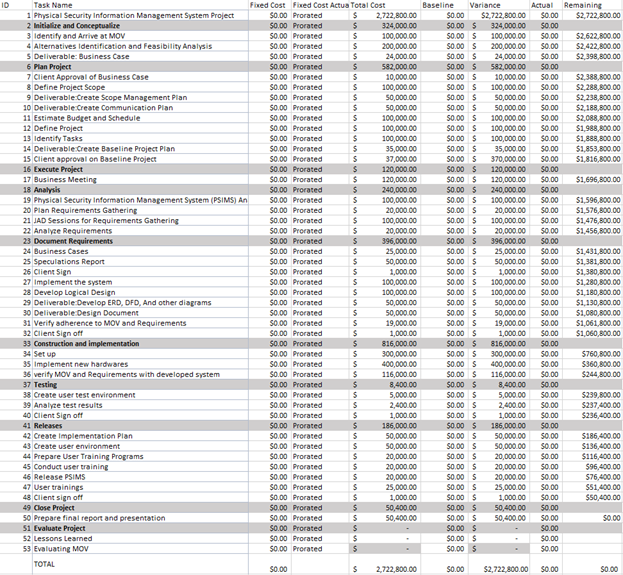 ID Task Name Fixed Cost Fixed Cost Actua Total Cost Baseline Variance Actual Remaining
1 Physical Security Information Management System Project $0.00 Prorated $ 2,722,800.00 $0.00 $2,722,800.00 $0.00 $2,722,800.00
2 Initialize and Conceptualize $0.00 Prorated $ 324,000.00 $0.00 $ 324,000.00 $0.00
3 Identify and Arrive at MOV $0.00 Prorated $ 100,000.00 $0.00 $ 100,000.00 $0.00 $2,622,800.00
4 Alternatives Identification and Feasibility Analysis $0.00 Prorated $ 200,000.00 $0.00 $ 200,000.00 $0.00 $2,422,800.00
5 Deliverable: Business Case $0.00 Prorated $ 24,000.00 $0.00 $ 24,000.00 $0.00 $2,398,800.00
6 Plan Project $0.00 Prorated $ 582,000.00 $0.00 $ 582,000.00 $0.00
7 Client Approval of Business Case $0.00 Prorated $ 10,000.00 $0.00 $ 10,000.00 $0.00 $2,388,800.00
8 Define Project Scope $0.00 Prorated $ 100,000.00 $0.00 $ 100,000.00 $0.00 $2,288,800.00
9 Deliverable:Create Scope Management Plan $0.00 Prorated $ 50,000.00 $0.00 $ 50,000.00 $0.00 $2,238,800.00
10 Deliverable:Create Communication Plan $0.00 Prorated $ 50,000.00 $0.00 $ 50,000.00 $0.00 $2,188,800.00
11 Estimate Budget and Schedule $0.00 Prorated $ 100,000.00 $0.00 $ 100,000.00 $0.00 $2,088,800.00
12 Define Project $0.00 Prorated $ 100,000.00 $0.00 $ 100,000.00 $0.00 $1,988,800.00
13 Identify Tasks $0.00 Prorated $ 100,000.00 $0.00 $ 100,000.00 $0.00 $1,888,800.00
14 Deliverable:Create Baseline Project Plan $0.00 Prorated $ 35,000.00 $0.00 $ 35,000.00 $0.00 $1,853,800.00
15 Client approval on Baseline Project $0.00 Prorated $ 37,000.00 $0.00 $ 370,000.00 $0.00 $1,816,800.00
16 Execute Project $0.00 Prorated $ 120,000.00 $0.00 $ 120,000.00 $0.00
17 Business Meeting $0.00 Prorated $ 120,000.00 $0.00 $ 120,000.00 $0.00 $1,696,800.00
18 Analysis $0.00 Prorated $ 240,000.00 $0.00 $ 240,000.00 $0.00
19 Physical Security Information Management System (PSIMS) An $0.00 Prorated $ 100,000.00 $0.00 $ 100,000.00 $0.00 $1,596,800.00
20 Plan Requirements Gathering $0.00 Prorated $ 20,000.00 $0.00 $ 20,000.00 $0.00 $1,576,800.00
21 JAD Sessions for Requirements Gathering $0.00 Prorated $ 100,000.00 $0.00 $ 100,000.00 $0.00 $1,476,800.00
22 Analyze Requirements $0.00 Prorated $ 20,000.00 $0.00 $ 20,000.00 $0.00 $1,456,800.00
23 Document Requirements $0.00 Prorated $ 396,000.00 $0.00 $ 396,000.00 $0.00
24 Business Cases $0.00 Prorated $ 25,000.00 $0.00 $ 25,000.00 $0.00 $1,431,800.00
25 Speculations Report $0.00 Prorated $ 50,000.00 $0.00 $ 50,000.00 $0.00 $1,381,800.00
26 Client Sign $0.00 Prorated $ 1,000.00 $0.00 $ 1,000.00 $0.00 $1,380,800.00
27 Implement the system $0.00 Prorated $ 100,000.00 $0.00 $ 100,000.00 $0.00 $1,280,800.00
28 Develop Logical Design $0.00 Prorated $ 100,000.00 $0.00 $ 100,000.00 $0.00 $1,180,800.00
29 Deliverable:Develop ERD, DFD, And other diagrams $0.00 Prorated $ 50,000.00 $0.00 $ 50,000.00 $0.00 $1,130,800.00
30 Deliverable:Design Document $0.00 Prorated $ 50,000.00 $0.00 $ 50,000.00 $0.00 $1,080,800.00
31 Verify adherence to MOV and Requirements $0.00 Prorated $ 19,000.00 $0.00 $ 19,000.00 $0.00 $1,061,800.00
32 Client Sign off $0.00 Prorated $ 1,000.00 $0.00 $ 1,000.00 $0.00 $1,060,800.00
33 Construction and implementation $0.00 Prorated $ 816,000.00 $0.00 $ 816,000.00 $0.00
34 Set up $0.00 Prorated $ 300,000.00 $0.00 $ 300,000.00 $0.00 $760,800.00
35 Implement new hardwares $0.00 Prorated $ 400,000.00 $0.00 $ 400,000.00 $0.00 $360,800.00
36 verify MOV and Requirements with developed system $0.00 Prorated $ 116,000.00 $0.00 $ 116,000.00 $0.00 $244,800.00
37 Testing $0.00 Prorated $ 8,400.00 $0.00 $ 8,400.00 $0.00
38 Create user test environment $0.00 Prorated $ 5,000.00 $0.00 $ 5,000.00 $0.00 $239,800.00
39 Analyze test results $0.00 Prorated $ 2,400.00 $0.00 $ 2,400.00 $0.00 $237,400.00
40 Client Sign off $0.00 Prorated $ 1,000.00 $0.00 $ 1,000.00 $0.00 $236,400.00
41 Releases $0.00 Prorated $ 186,000.00 $0.00 $ 186,000.00 $0.00
42 Create Implementation Plan $0.00 Prorated $ 50,000.00 $0.00 $ 50,000.00 $0.00 $186,400.00
43 Create user environment $0.00 Prorated $ 50,000.00 $0.00 $ 50,000.00 $0.00 $136,400.00
44 Prepare User Training Programs $0.00 Prorated $ 20,000.00 $0.00 $ 20,000.00 $0.00 $116,400.00
45 Conduct user training $0.00 Prorated $ 20,000.00 $0.00 $ 20,000.00 $0.00 $96,400.00
46 Release PSIMS $0.00 Prorated $ 20,000.00 $0.00 $ 20,000.00 $0.00 $76,400.00
47 User trainings $0.00 Prorated $ 25,000.00 $0.00 $ 25,000.00 $0.00 $51,400.00
48 Client sign off $0.00 Prorated $ 1,000.00 $0.00 $ 1,000.00 $0.00 $50,400.00
49 Close Project $0.00 Prorated $ 50,400.00 $0.00 $ 50,400.00 $0.00
50 Prepare final report and presentation $0.00 Prorated $ 50,400.00 $0.00 $ 50,400.00 $0.00 $0.00
51 Evaluate Project $0.00 Prorated $ - $0.00 $ - $0.00
52 Lessons Learned $0.00 Prorated $ - $0.00 $ - $0.00
53 Evaluating MOV $0.00 Prorated $ - $0.00 $ - $0.00
TOTAL $0.00 $ 2,722,800.00 $0.00 $2,722,800.00 $0.00 $0.00